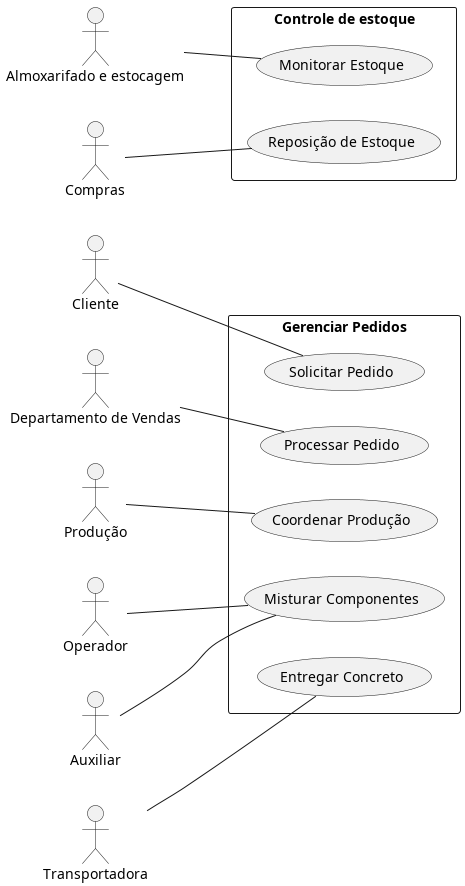 Controle de estoque
Monitorar Estoque
Almoxarifado e estocagem
Reposição de Estoque
Compras
Cliente
Gerenciar Pedidos
Solicitar Pedido
Departamento de Vendas
Processar Pedido
Produção
Coordenar Produção
Operador
Misturar Componentes
Entregar Concreto
Auxiliar
Transportadora